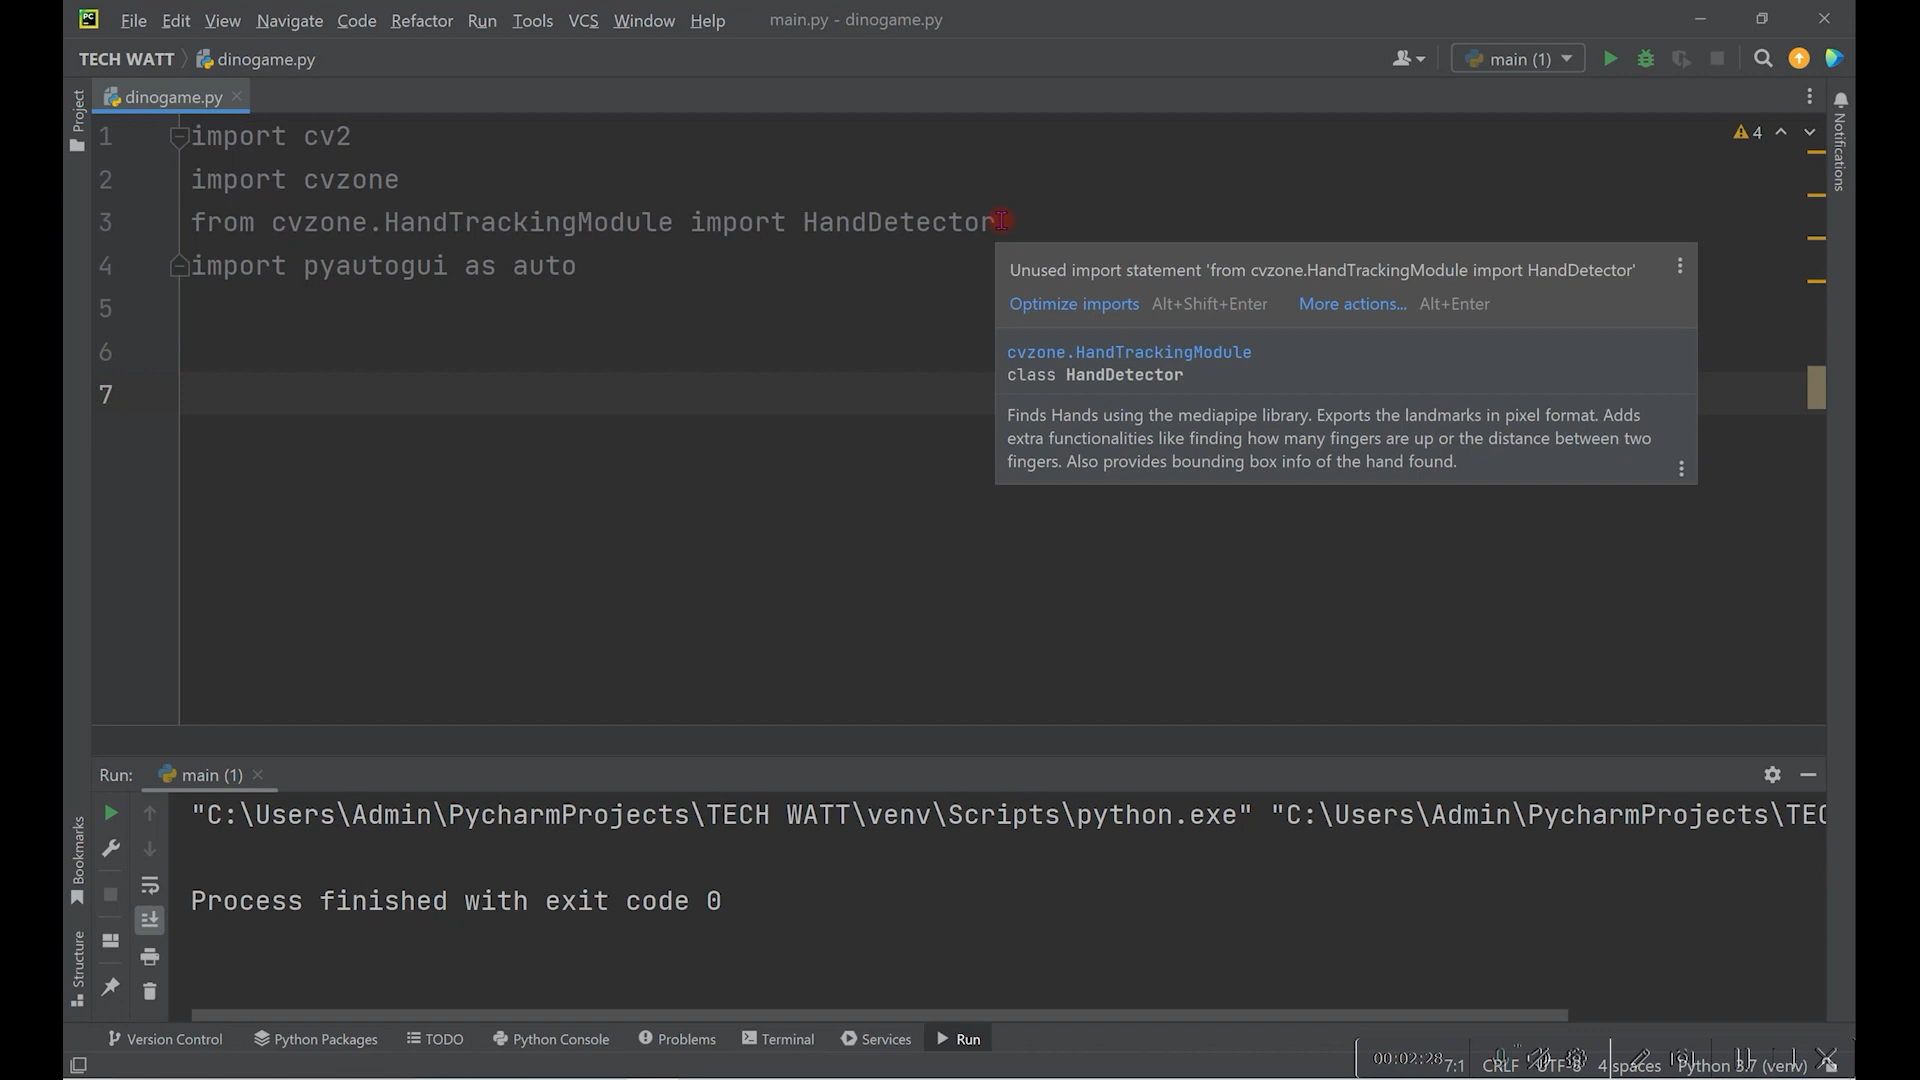 File Edit View Navigate Code Refactor Run Tools VCS Window Help main.py - dinogame.py
TECH WATT dinogame.py main (1)
dinogame.py
Project
Notifications
1 import cv2
4
2 import cvzone
3 from cvzone.HandTrackingModule import HandDetector
4 import pyautogui as auto
5
6
7
Unused import statement 'from cvzone.HandTrackingModule import HandDetector'
Optimize imports Alt+Shift+Enter More actions... Alt+Enter
cvzone.HandTrackingModule
class HandDetector
Finds Hands using the mediapipe library. Exports the landmarks in pixel format. Adds
extra functionalities like finding how many fingers are up or the distance between two
fingers. Also provides bounding box info of the hand found.
Run: main (1)
"C:\Users\Admin\PycharmProjects\TECH WATT\venv\Scripts\python.exe" "C:\Users\Admin\PycharmProjects\TEC
Process finished with exit code 0
Bookmarks
Structure
Version Control Python Packages TODO Python Console Problems Terminal Services Run
00:02:28 7:1 CRLF UTF-8 4 spaces Python 3.7 (venv)